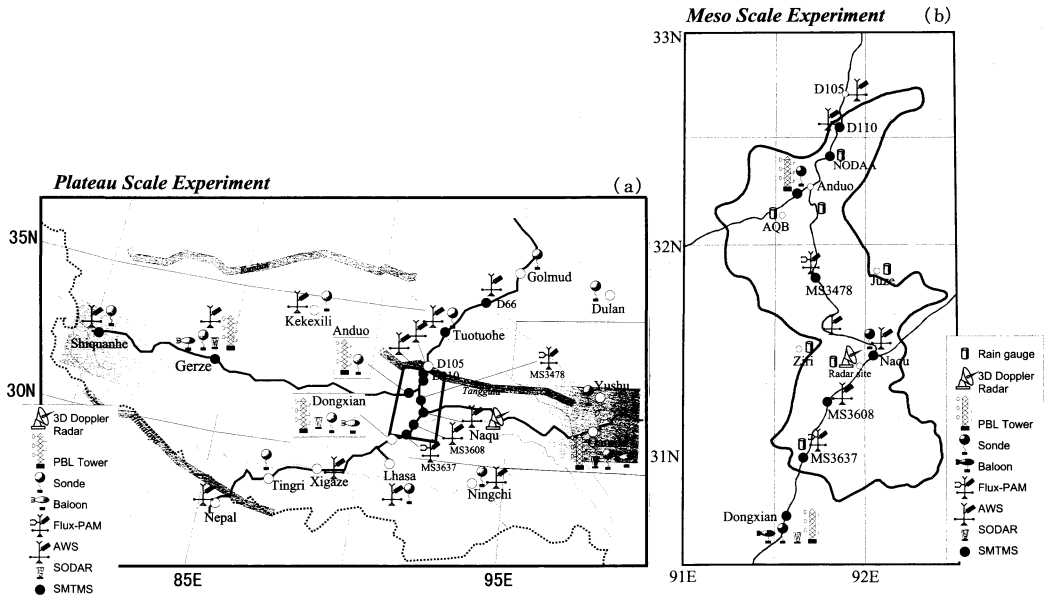 Meso Scale Experiment (b)
33N
D105
D110
NODAA
Anduo
AQB
32N
MS3478
Juze
Ziri
Radar site
Naqu
MS3608
31N
MS3637
Dongxian
91E 92E
Rain gauge
3D Doppler
Radar
PBL Tower
Sonde
Baloon
Flux-PAM
AWS
SODAR
SMTMS
Plateau Scale Experiment (a)
35N
Golmud
D66
Dulan
Kekexili
Shiquanhe
Anduo
Tuotuohe
Gerze
D105
D110
MS3478
30N
Dongxian
Tanggula
Yushu
Naqu
MS3608
MS3637
Lhasa
Xigaze
Tingri
Ningchi
Nepal
3D Doppler
Radar
PBL Tower
Sonde
Baloon
Flux-PAM
AWS
SODAR
SMTMS
85E 95E